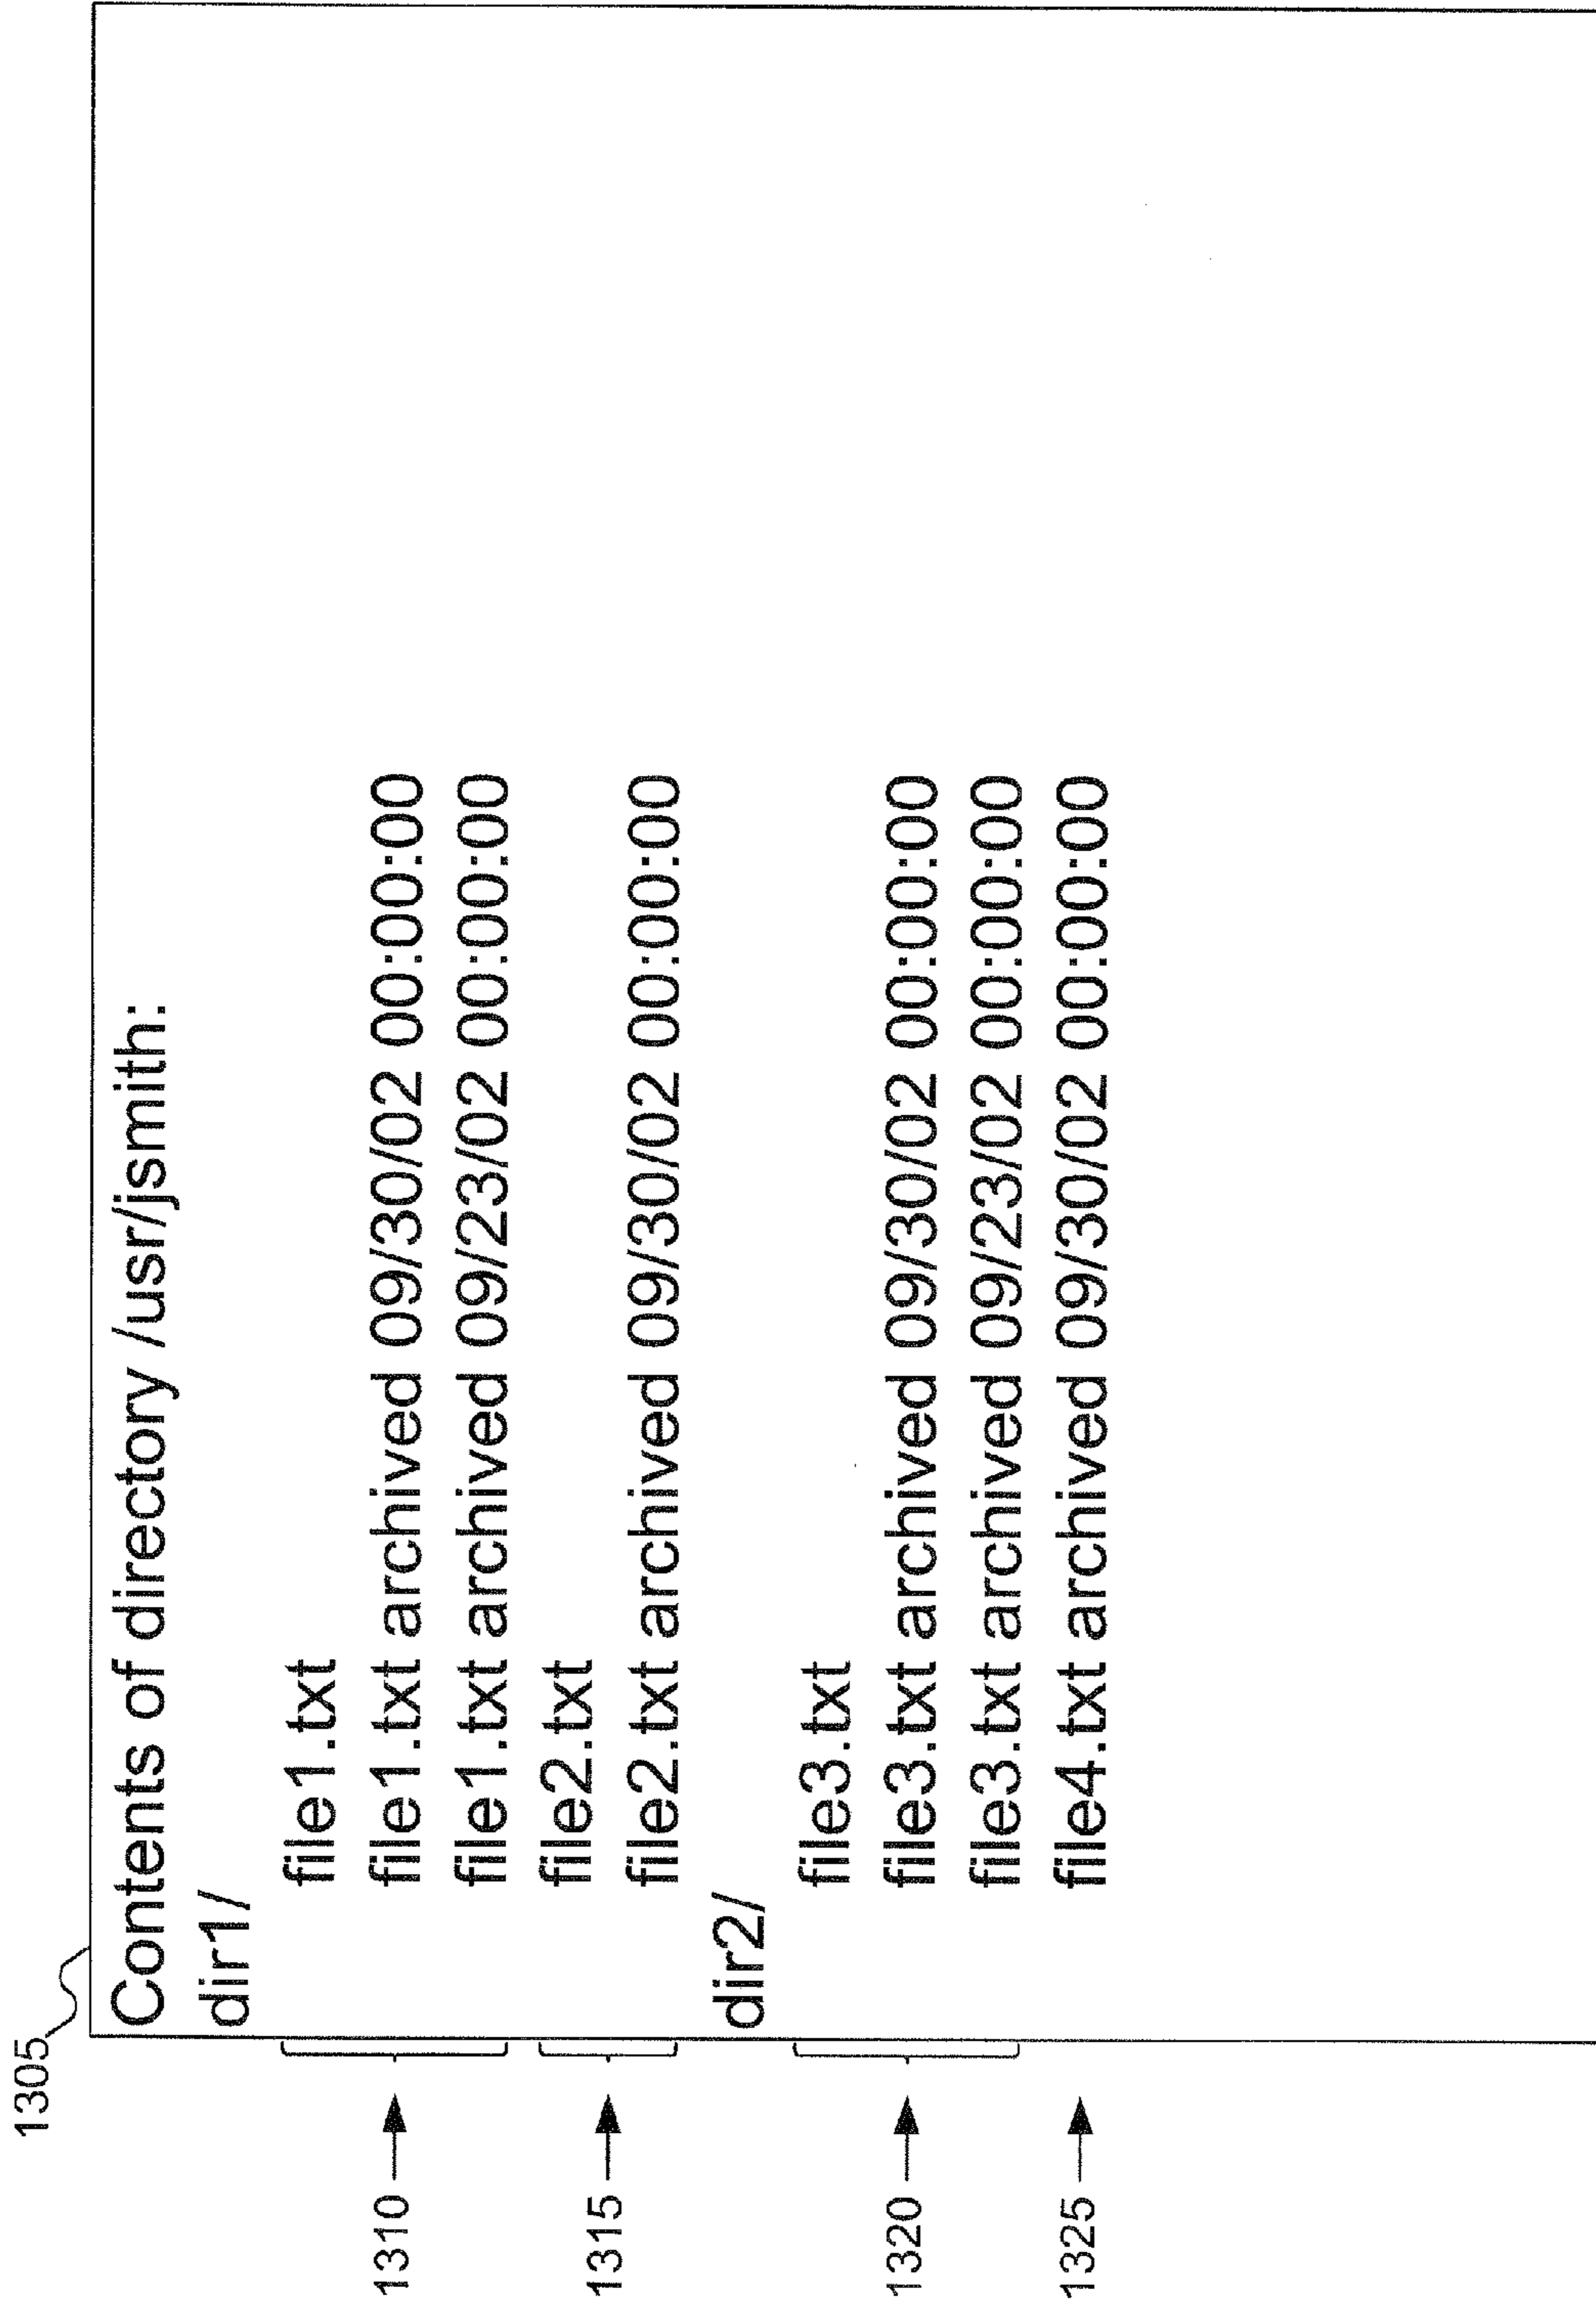 1305
Contents of directory /usr/jsmith:
dir1/
file1.txt
1310 file1.txt archived 09/30/02 00:00:00
file1.txt archived 09/23/02 00:00:00
file2.txt
1315
file2.txt archived 09/30/02 00:00:00
dir2/
file3.txt
1320 file3.txt archived 09/30/02 00:00:00
file3.txt archived 09/23/02 00:00:00
1325 file4.txt archived 09/30/02 00:00:00